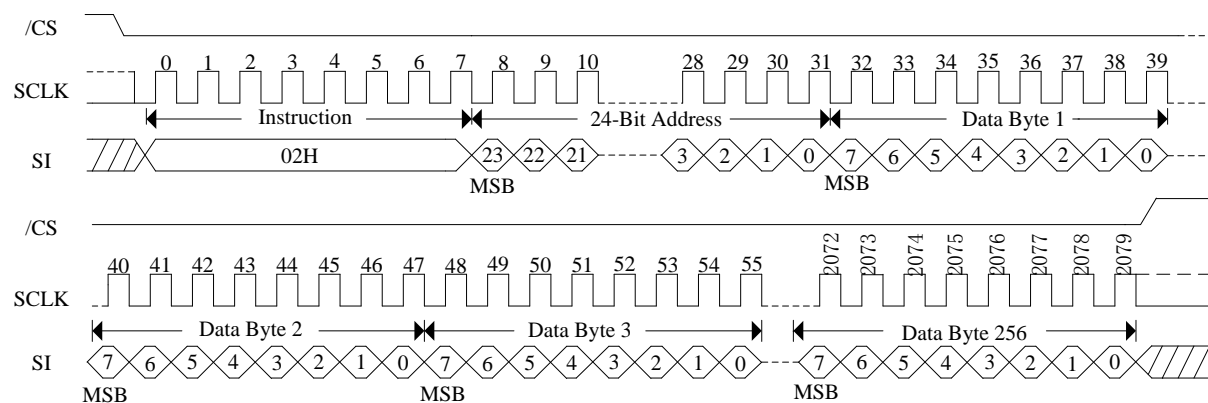 /CS
0 1 2 3 4 5 6 7 8 9 10 28 29 30 31 32 33 34 35 36 37 38 39
SCLK
Instruction 24-Bit Address Data Byte 1
SI 02H 23 22 21 3 2 1 0 7 6 5 4 3 2 1 0
MSB MSB
/CS
40 41 42 43 44 45 46 47 48 49 50 51 52 53 54 55 2072 2073 2074 2075 2076 2077 2078 2079
SCLK
Data Byte 2 Data Byte 3 Data Byte 256
SI 7 6 5 4 3 2 1 0 7 6 5 4 3 2 1 0 7 6 5 4 3 2 1 0
MSB MSB MSB